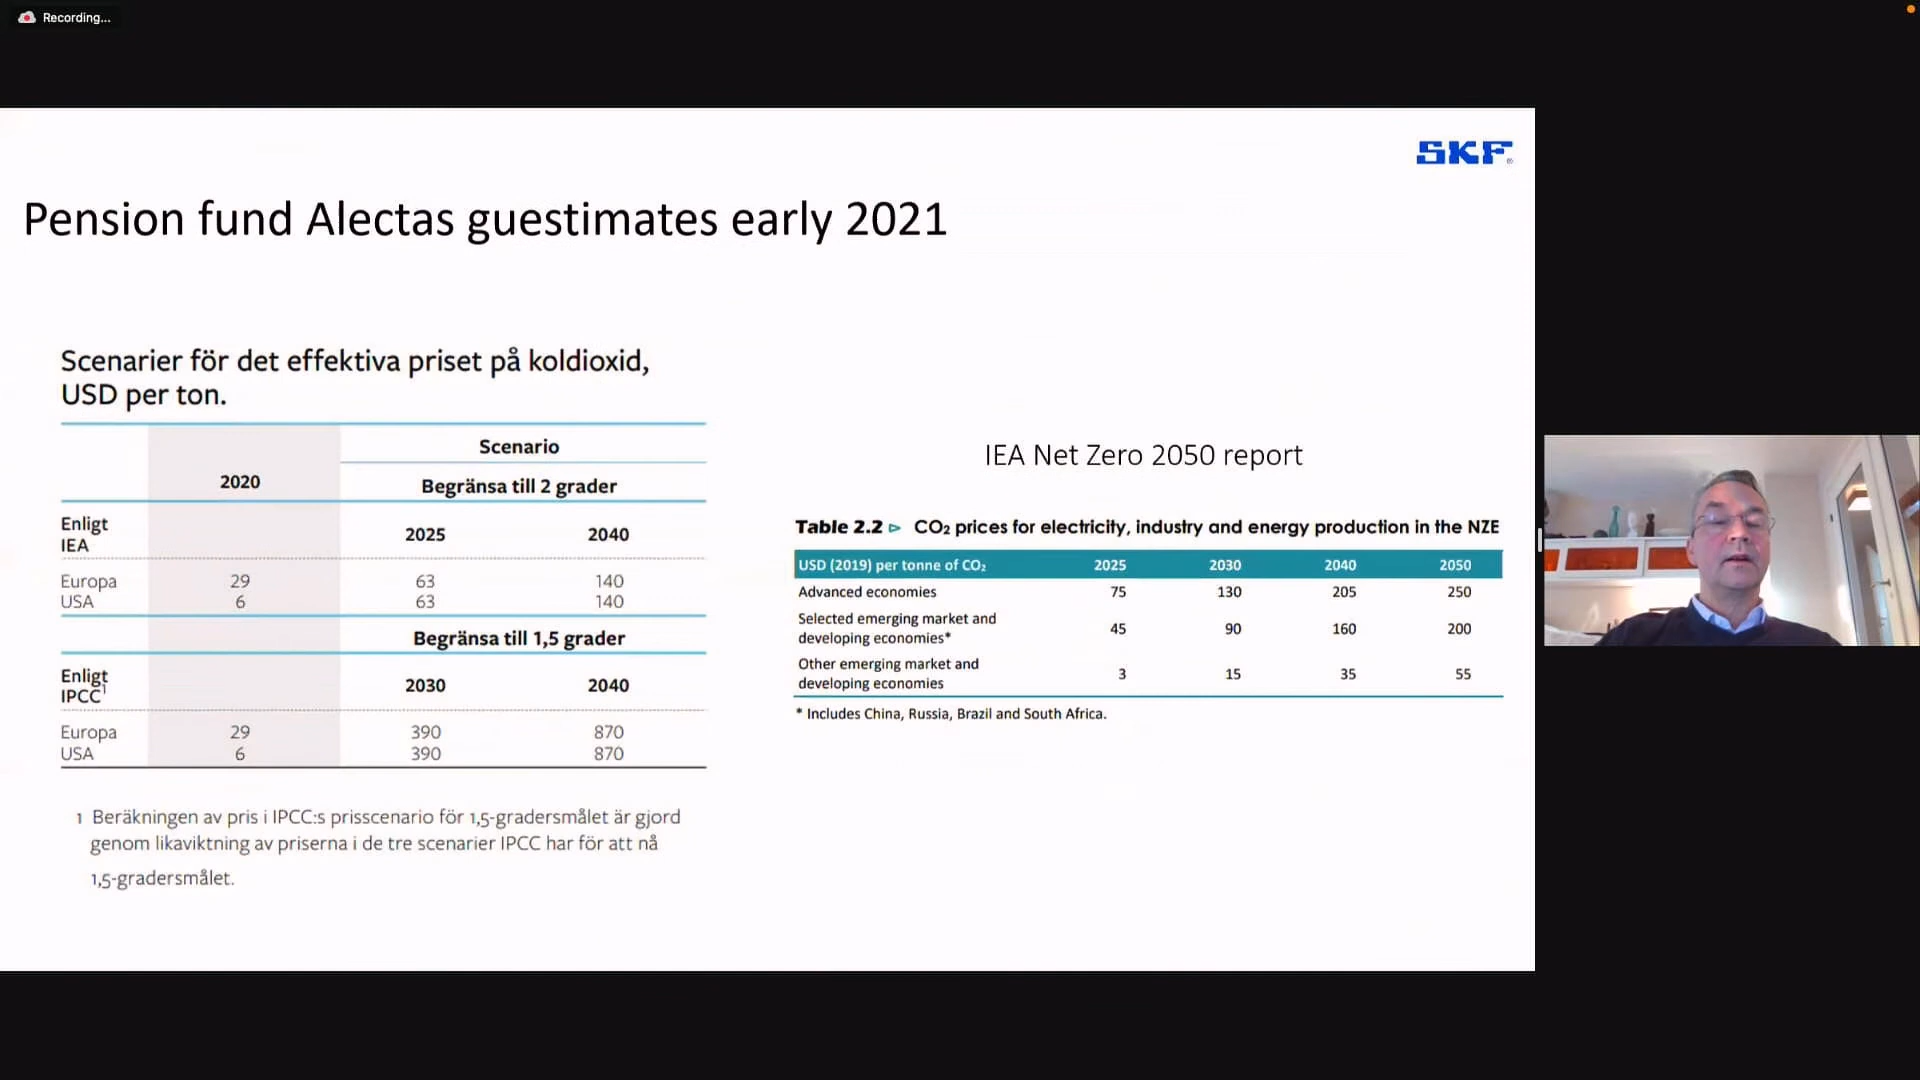 Recording...
SKF
Pension fund Alectas guestimates early 2021
Scenarier för det effektiva priset på koldioxid,
USD per ton.
Scenario
2020
Begränsa till 2 grader
Enligt
IEA
2025 2040
Europa 29 63 140
USA 6 63 140
Begränsa till 1,5 grader
Enligt
IPCC¹
2030 2040
Europa 29 390 870
USA 6 390 870
1 Beräkningen av pris i IPCC:s prisscenario för 1,5-gradersmålet är gjord
genom likaviktning av priserna i de tre scenarier IPCC har för att nå
1,5-gradersmålet.
IEA Net Zero 2050 report
Table 2.2 ▷ CO₂ prices for electricity, industry and energy production in the NZE
USD (2019) per tonne of CO₂ 2025 2030 2040 2050
Advanced economies 75 130 205 250
Selected emerging market and
developing economies* 45 90 160 200
Other emerging market and
developing economies 3 15 35 55
* Includes China, Russia, Brazil and South Africa.